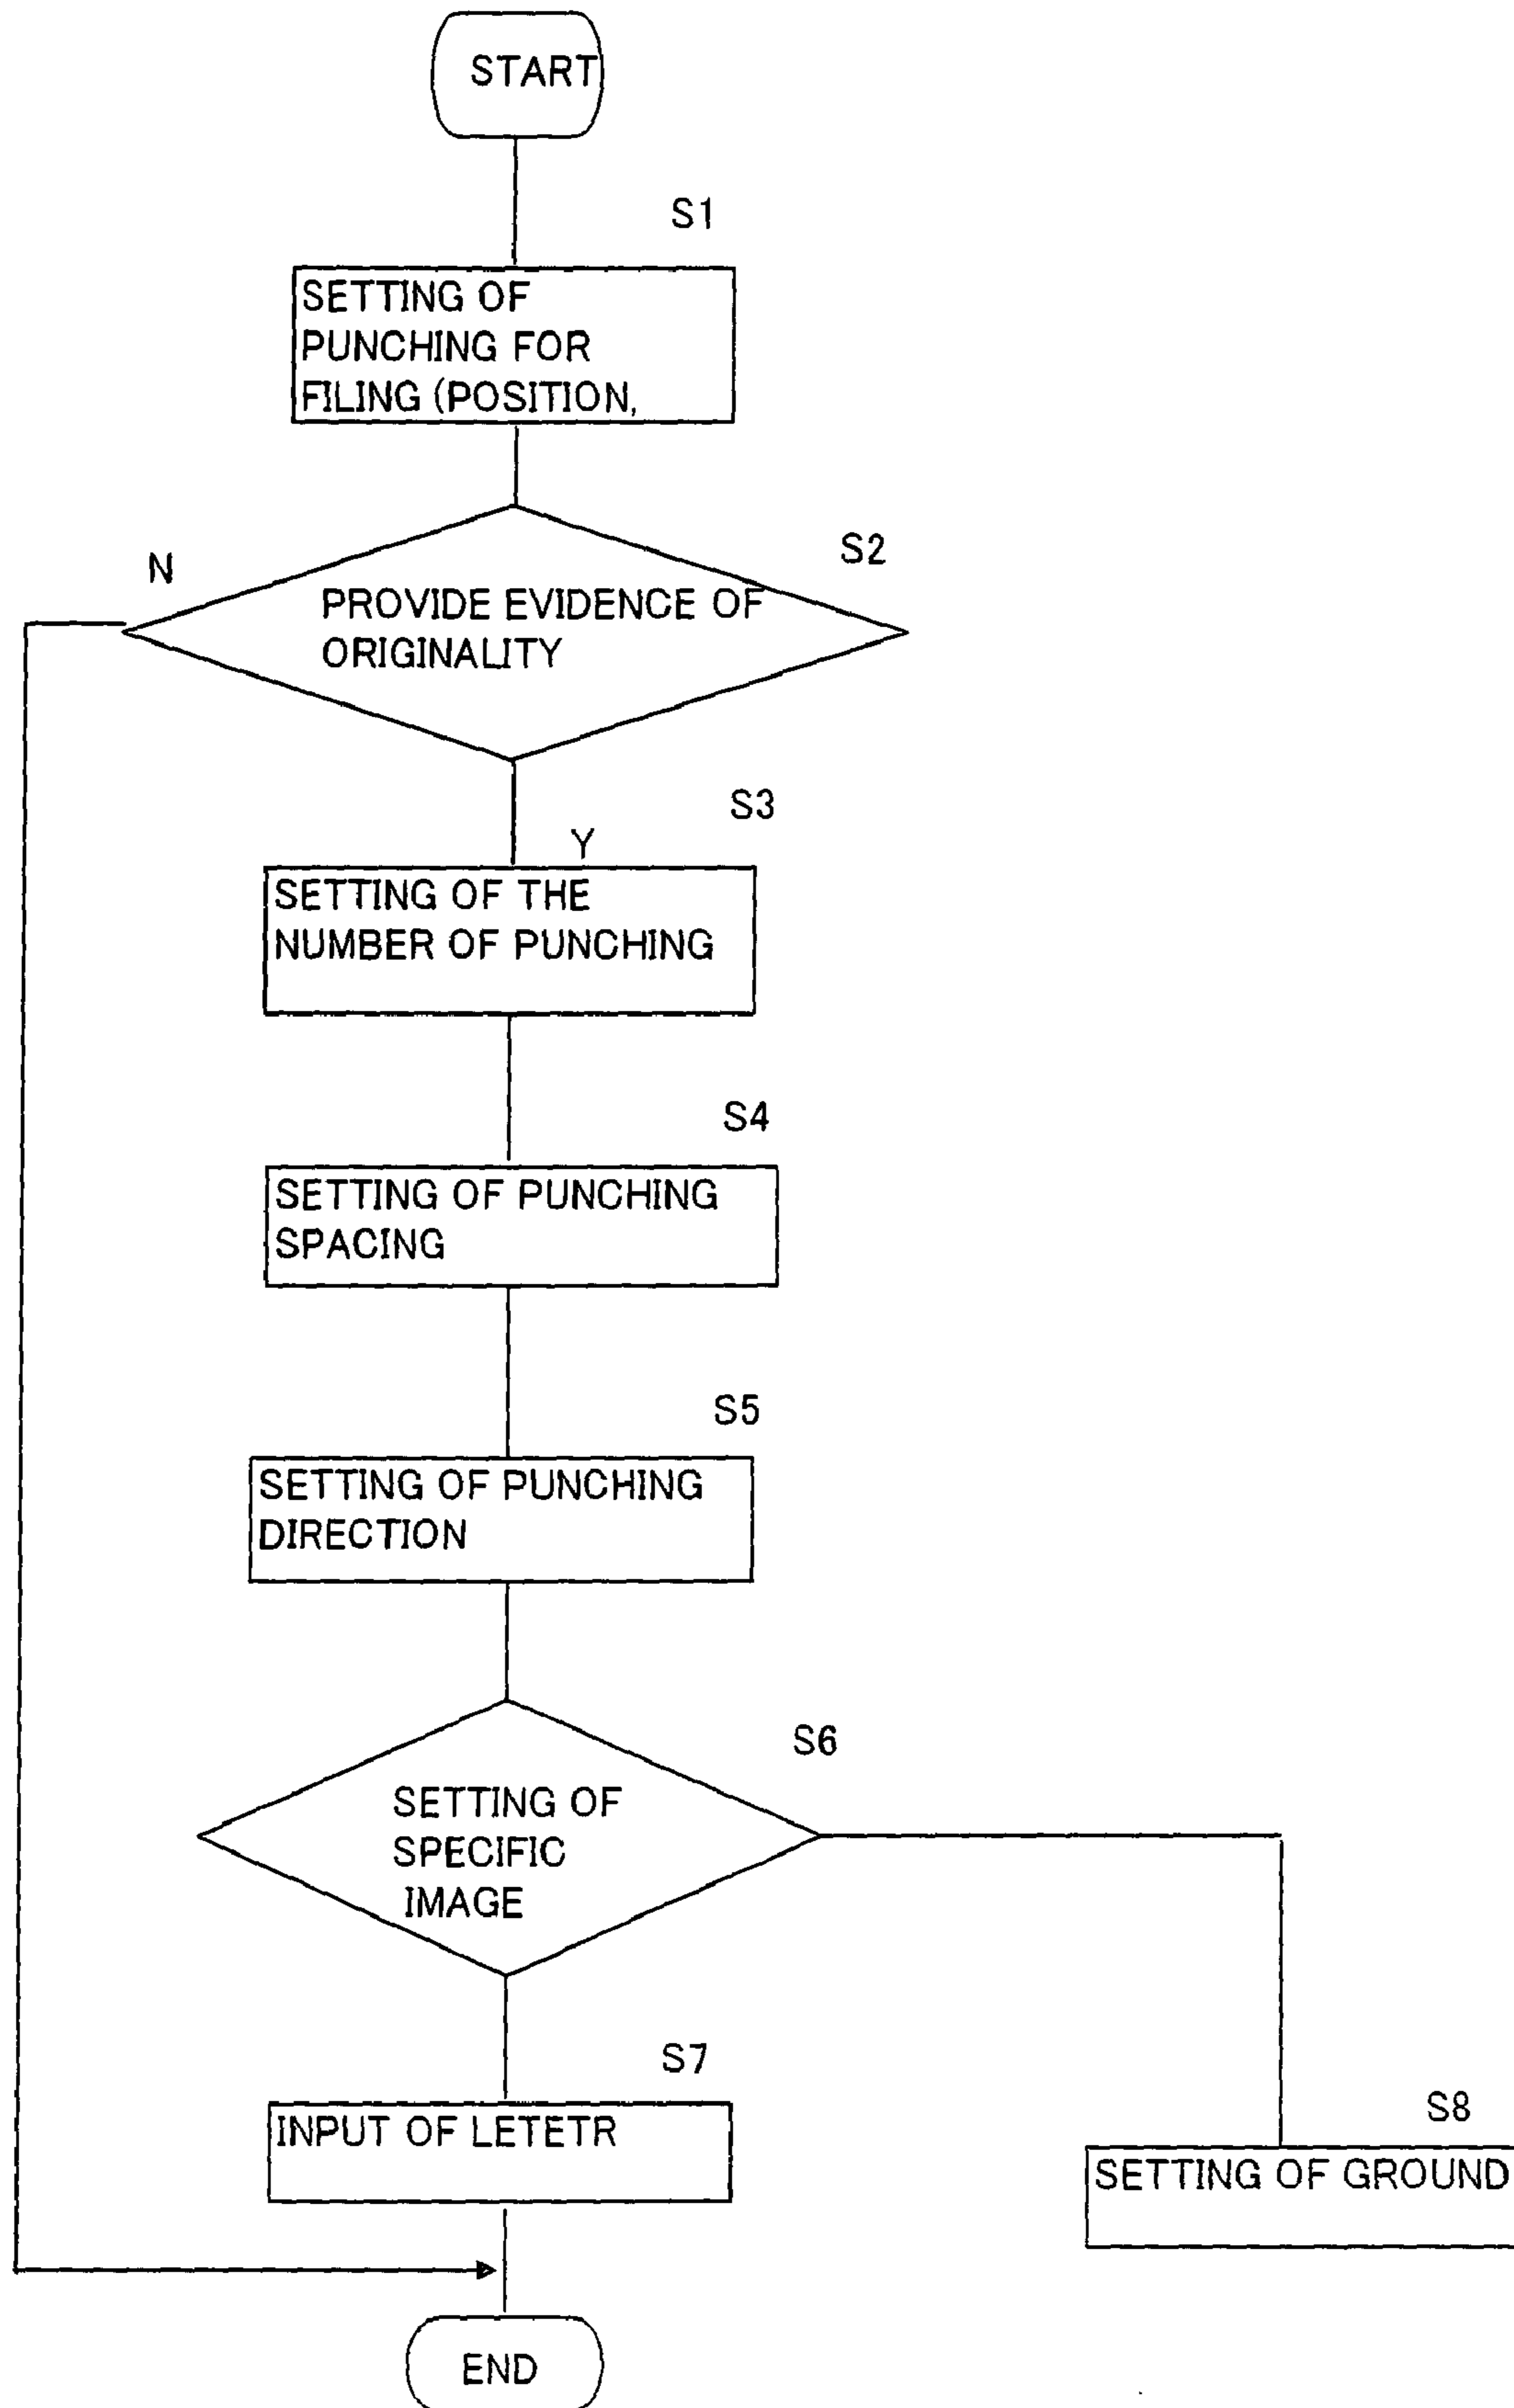 START
S1
SETTING OF
PUNCHING FOR
FILING (POSITION,
N
S2
PROVIDE EVIDENCE OF
ORIGINALITY
S3
Y
SETTING OF THE
NUMBER OF PUNCHING
S4
SETTING OF PUNCHING
SPACING
S5
SETTING OF PUNCHING
DIRECTION
S6
SETTING OF
SPECIFIC
IMAGE
S7
INPUT OF LETETR
S8
SETTING OF GROUND
END